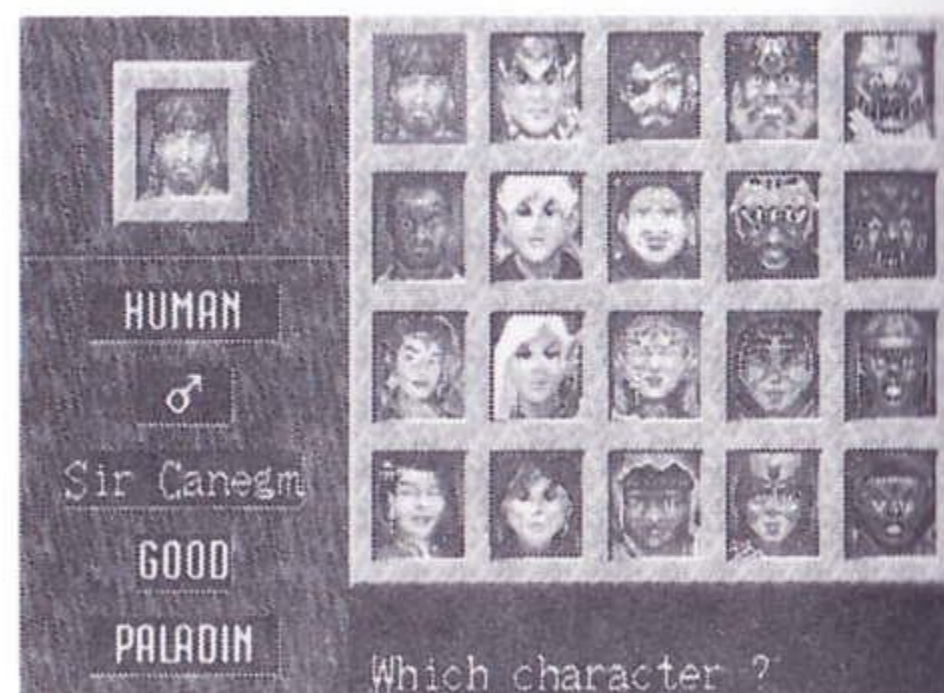 HUMAN
♂
Sir Canegm
GOOD
PALADIN
Which character ?